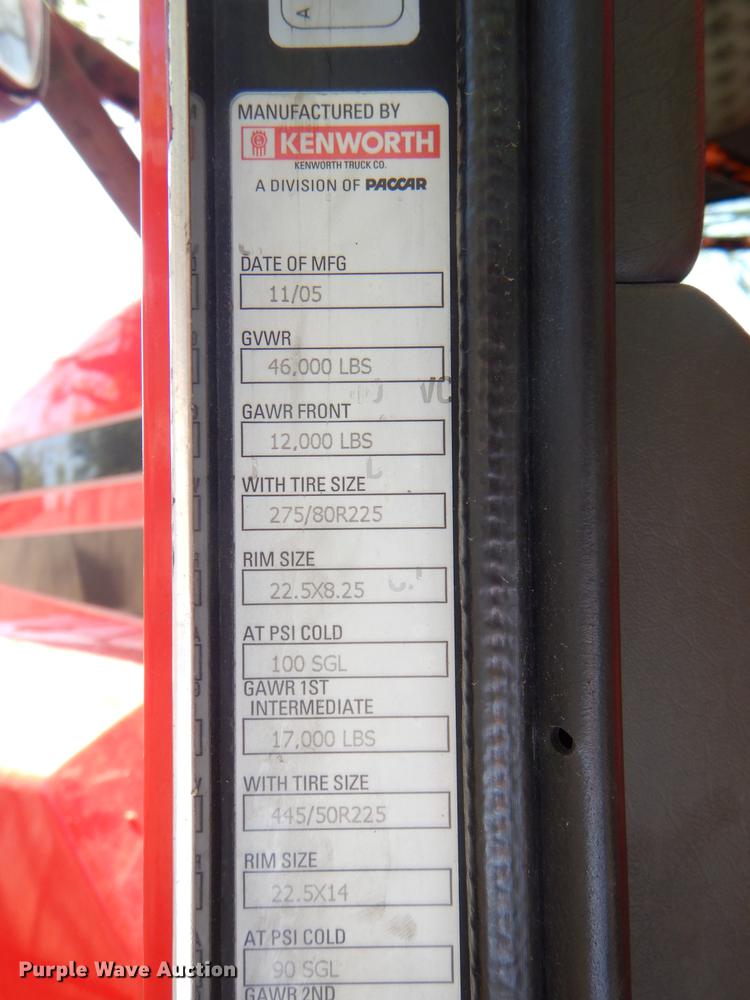 A
MANUFACTURED BY
KENWORTH
KENWORTH TRUCK CO.
A DIVISION OF PACCAR
DATE OF MFG
11/05
GVWR
46,000 LBS
VC
GAWR FRONT
12,000 LBS
WITH TIRE SIZE
275/80R225
RIM SIZE
22.5X8.25
AT PSI COLD
100 SGL
GAWR 1ST
INTERMEDIATE
17,000 LBS
WITH TIRE SIZE
445/50R225
RIM SIZE
22.5X14
AT PSI COLD
90 SGL
GAWR 2ND
Purple Wave Auction